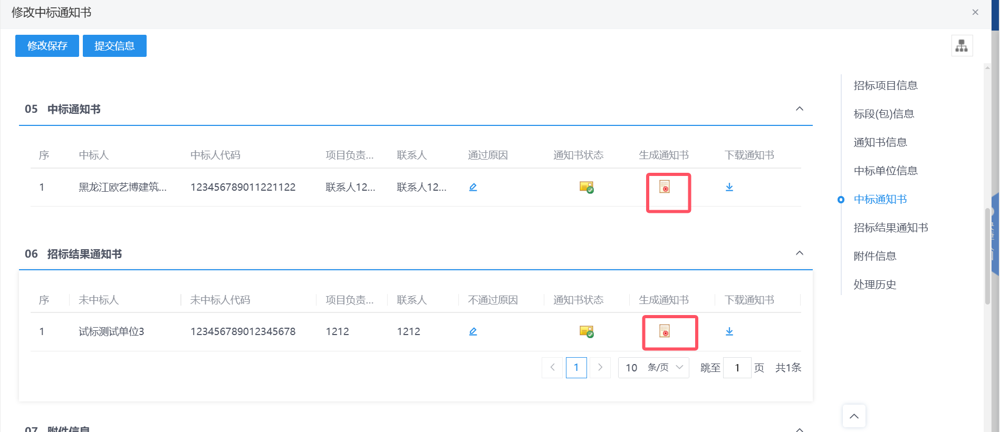 修改中标通知书
修改保存 提交信息
05 中标通知书
序 中标人 中标人代码 项目负责... 联系人 通过原因 通知书状态 生成通知书 下载通知书
1 黑龙江欧艺博建筑... 123456789011221122 联系人12... 联系人12...
06 招标结果通知书
序 未中标人 未中标人代码 项目负责... 联系人 不通过原因 通知书状态 生成通知书 下载通知书
1 试标测试单位3 123456789012345678 1212 1212
1 10 条/页 跳至 1 页 共1条
07 附件信息
招标项目信息
标段(包)信息
通知书信息
中标单位信息
中标通知书
招标结果通知书
附件信息
处理历史